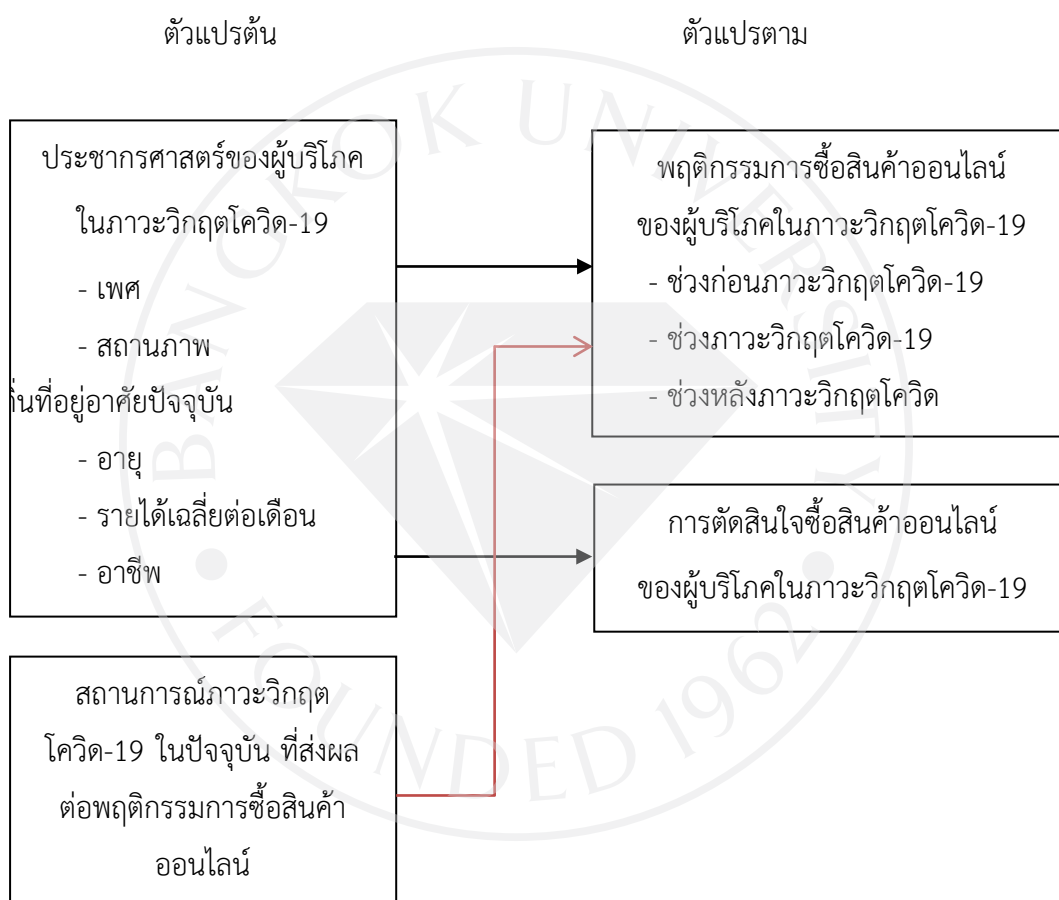 ตัวแปรต้น
ตัวแปรตาม
ประชากรศาสตร์ของผู้บริโภค
ในภาวะวิกฤตโควิด-19
- เพศ
- สถานภาพ
ที่อยู่อาศัยปัจจุบัน
- อายุ
- รายได้เฉลี่ยต่อเดือน
- อาชีพ
สถานการณ์ภาวะวิกฤต
โควิด-19 ในปัจจุบัน ที่ส่งผล
ต่อพฤติกรรมการซื้อสินค้า
ออนไลน์
พฤติกรรมการซื้อสินค้าออนไลน์
ของผู้บริโภคในภาวะวิกฤตโควิด-19
- ช่วงก่อนภาวะวิกฤตโควิด-19
- ช่วงภาวะวิกฤตโควิด-19
- ช่วงหลังภาวะวิกฤตโควิด
การตัดสินใจซื้อสินค้าออนไลน์
ของผู้บริโภคในภาวะวิกฤตโควิด-19
BANGKOK UNIVERSITY
FOUNDED 1962